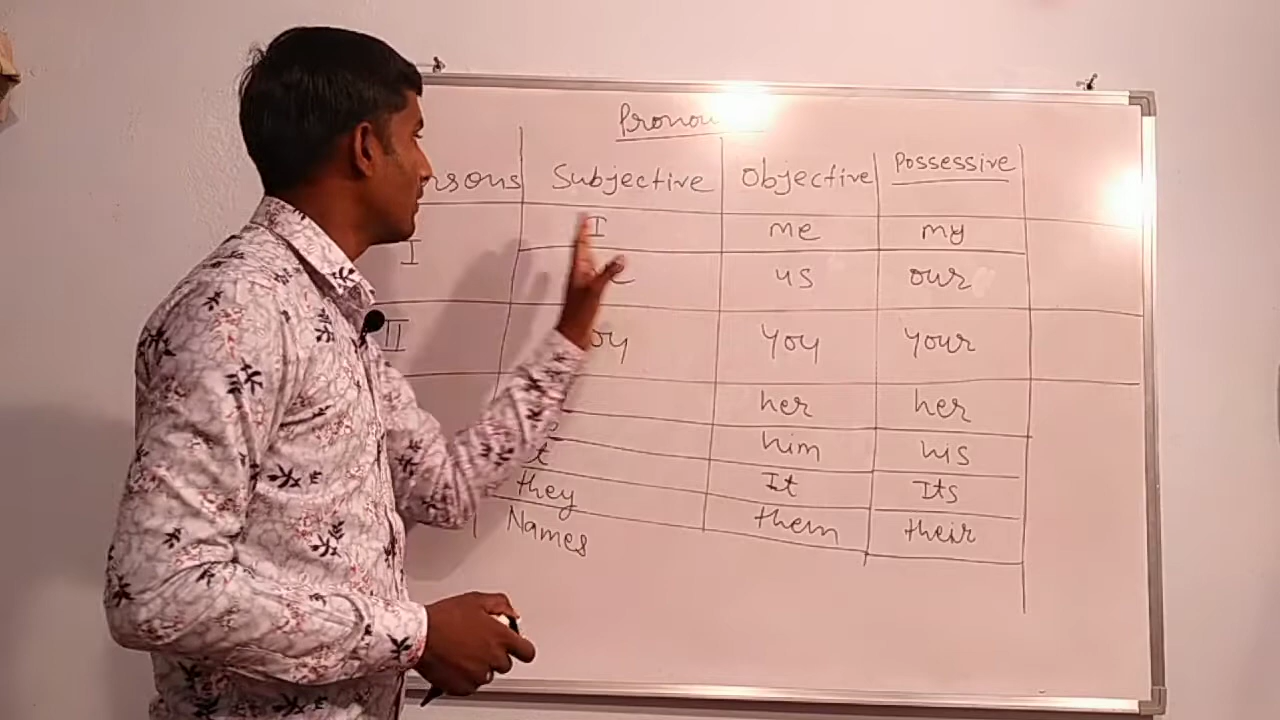 Pronou
rsons Subjective Objective Possessive
I I me my
us our
II you your
her her
him his
It Its
they them their
Names